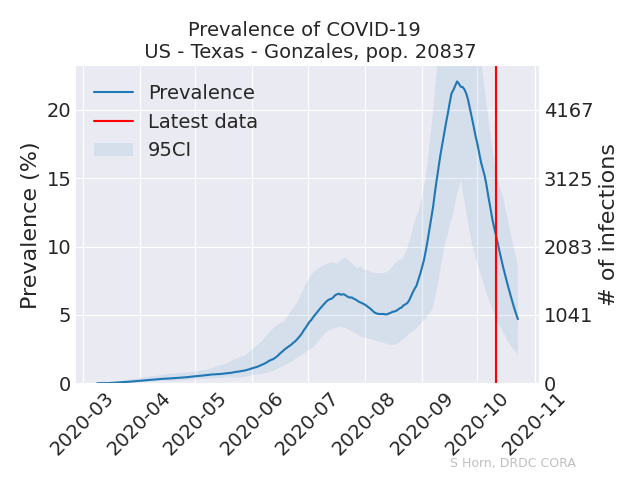 Prevalence of COVID-19
US - Texas - Gonzales, pop. 20837
Prevalence
Latest data
95CI
Prevalence (%)
20
15
10
5
0
4167
3125
2083
1041
0
# of infections
2020-03
2020-04
2020-05
2020-06
2020-07
2020-08
2020-09
2020-10
2020-11
S Horn, DRDC CORA